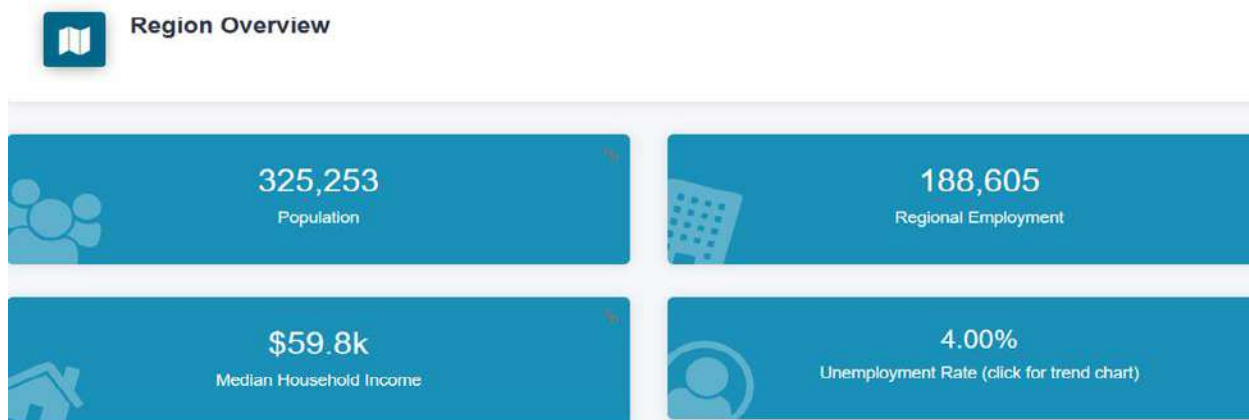 Region Overview
325,253
Population
188,605
Regional Employment
$59.8k
Median Household Income
4.00%
Unemployment Rate (click for trend chart)